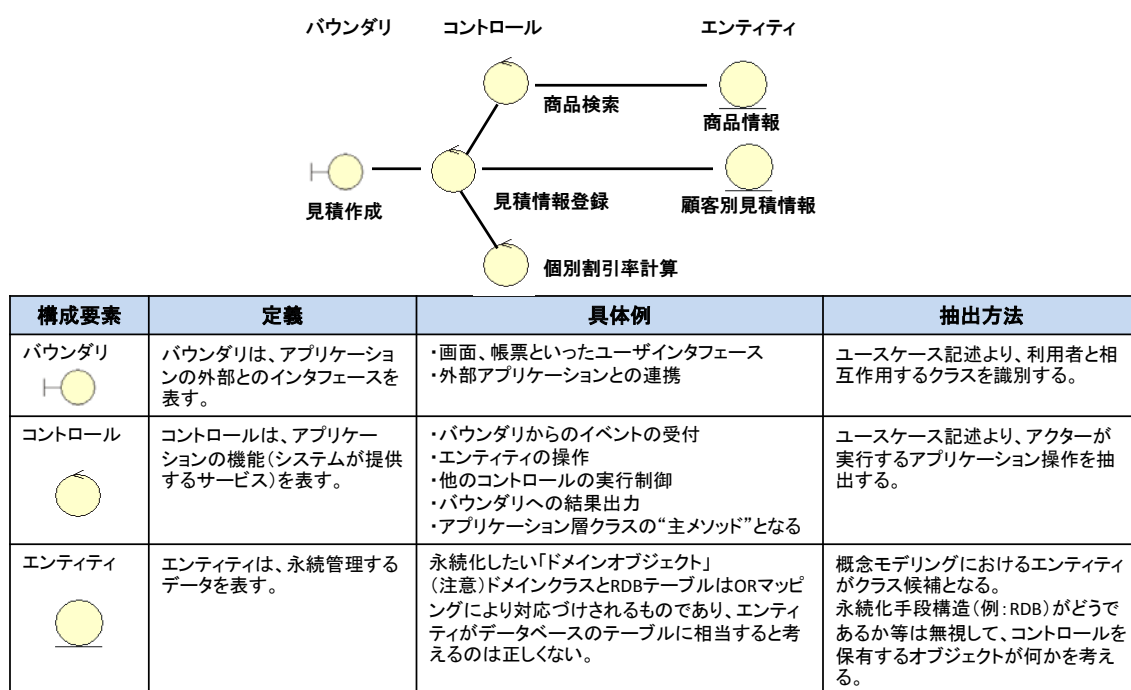 バウンダリ コントロール エンティティ
商品検索
商品情報
見積作成
見積情報登録
顧客別見積情報
個別割引率計算
構成要素 定義 具体例 抽出方法
バウンダリ
バウンダリは、アプリケーショ
ンの外部とのインタフェースを
表す。
・画面、帳票といったユーザインタフェース
・外部アプリケーションとの連携
ユースケース記述より、利用者と相
互作用するクラスを識別する。
コントロール
コントロールは、アプリケー
ションの機能(システムが提供
するサービス)を表す。
・バウンダリからのイベントの受付
・エンティティの操作
・他のコントロールの実行制御
・バウンダリへの結果出力
・アプリケーション層クラスの“主メソッド”となる
ユースケース記述より、アクターが
実行するアプリケーション操作を抽
出する。
エンティティ
エンティティは、永続管理する
データを表す。
永続化したい「ドメインオブジェクト」
(注意)ドメインクラスとRDBテーブルはORマッピ
ングにより対応づけされるものであり、エンティ
ティがデータベースのテーブルに相当すると考
えるのは正しくない。
概念モデリングにおけるエンティティ
がクラス候補となる。
永続化手段構造(例:RDB)がどうで
あるか等は無視して、コントロールを
保有するオブジェクトが何かを考え
る。